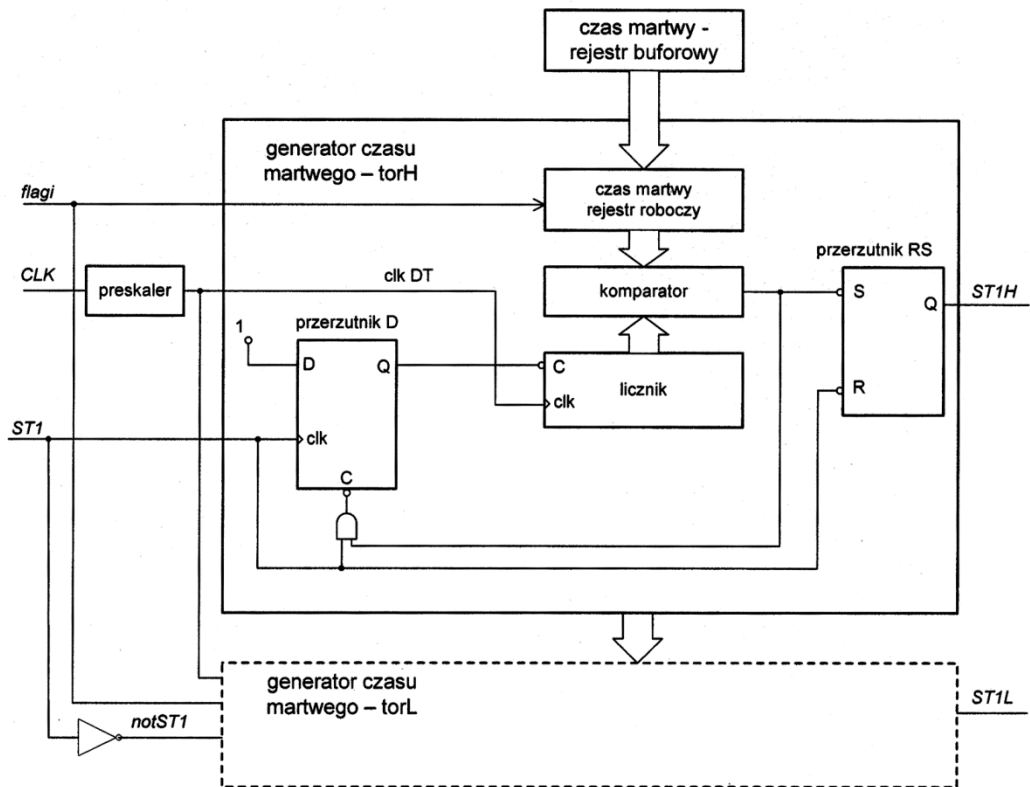 czas martwy -
rejestr buforowy
generator czasu
martwego – torH
flagi
czas martwy
rejestr roboczy
przerzutnik RS
CLK
preskaler
clk DT
komparator
S
Q
ST1H
przerzutnik D
1
D
Q
C
licznik
clk
R
ST1
clk
C
generator czasu
martwego – torL
ST1L
notST1